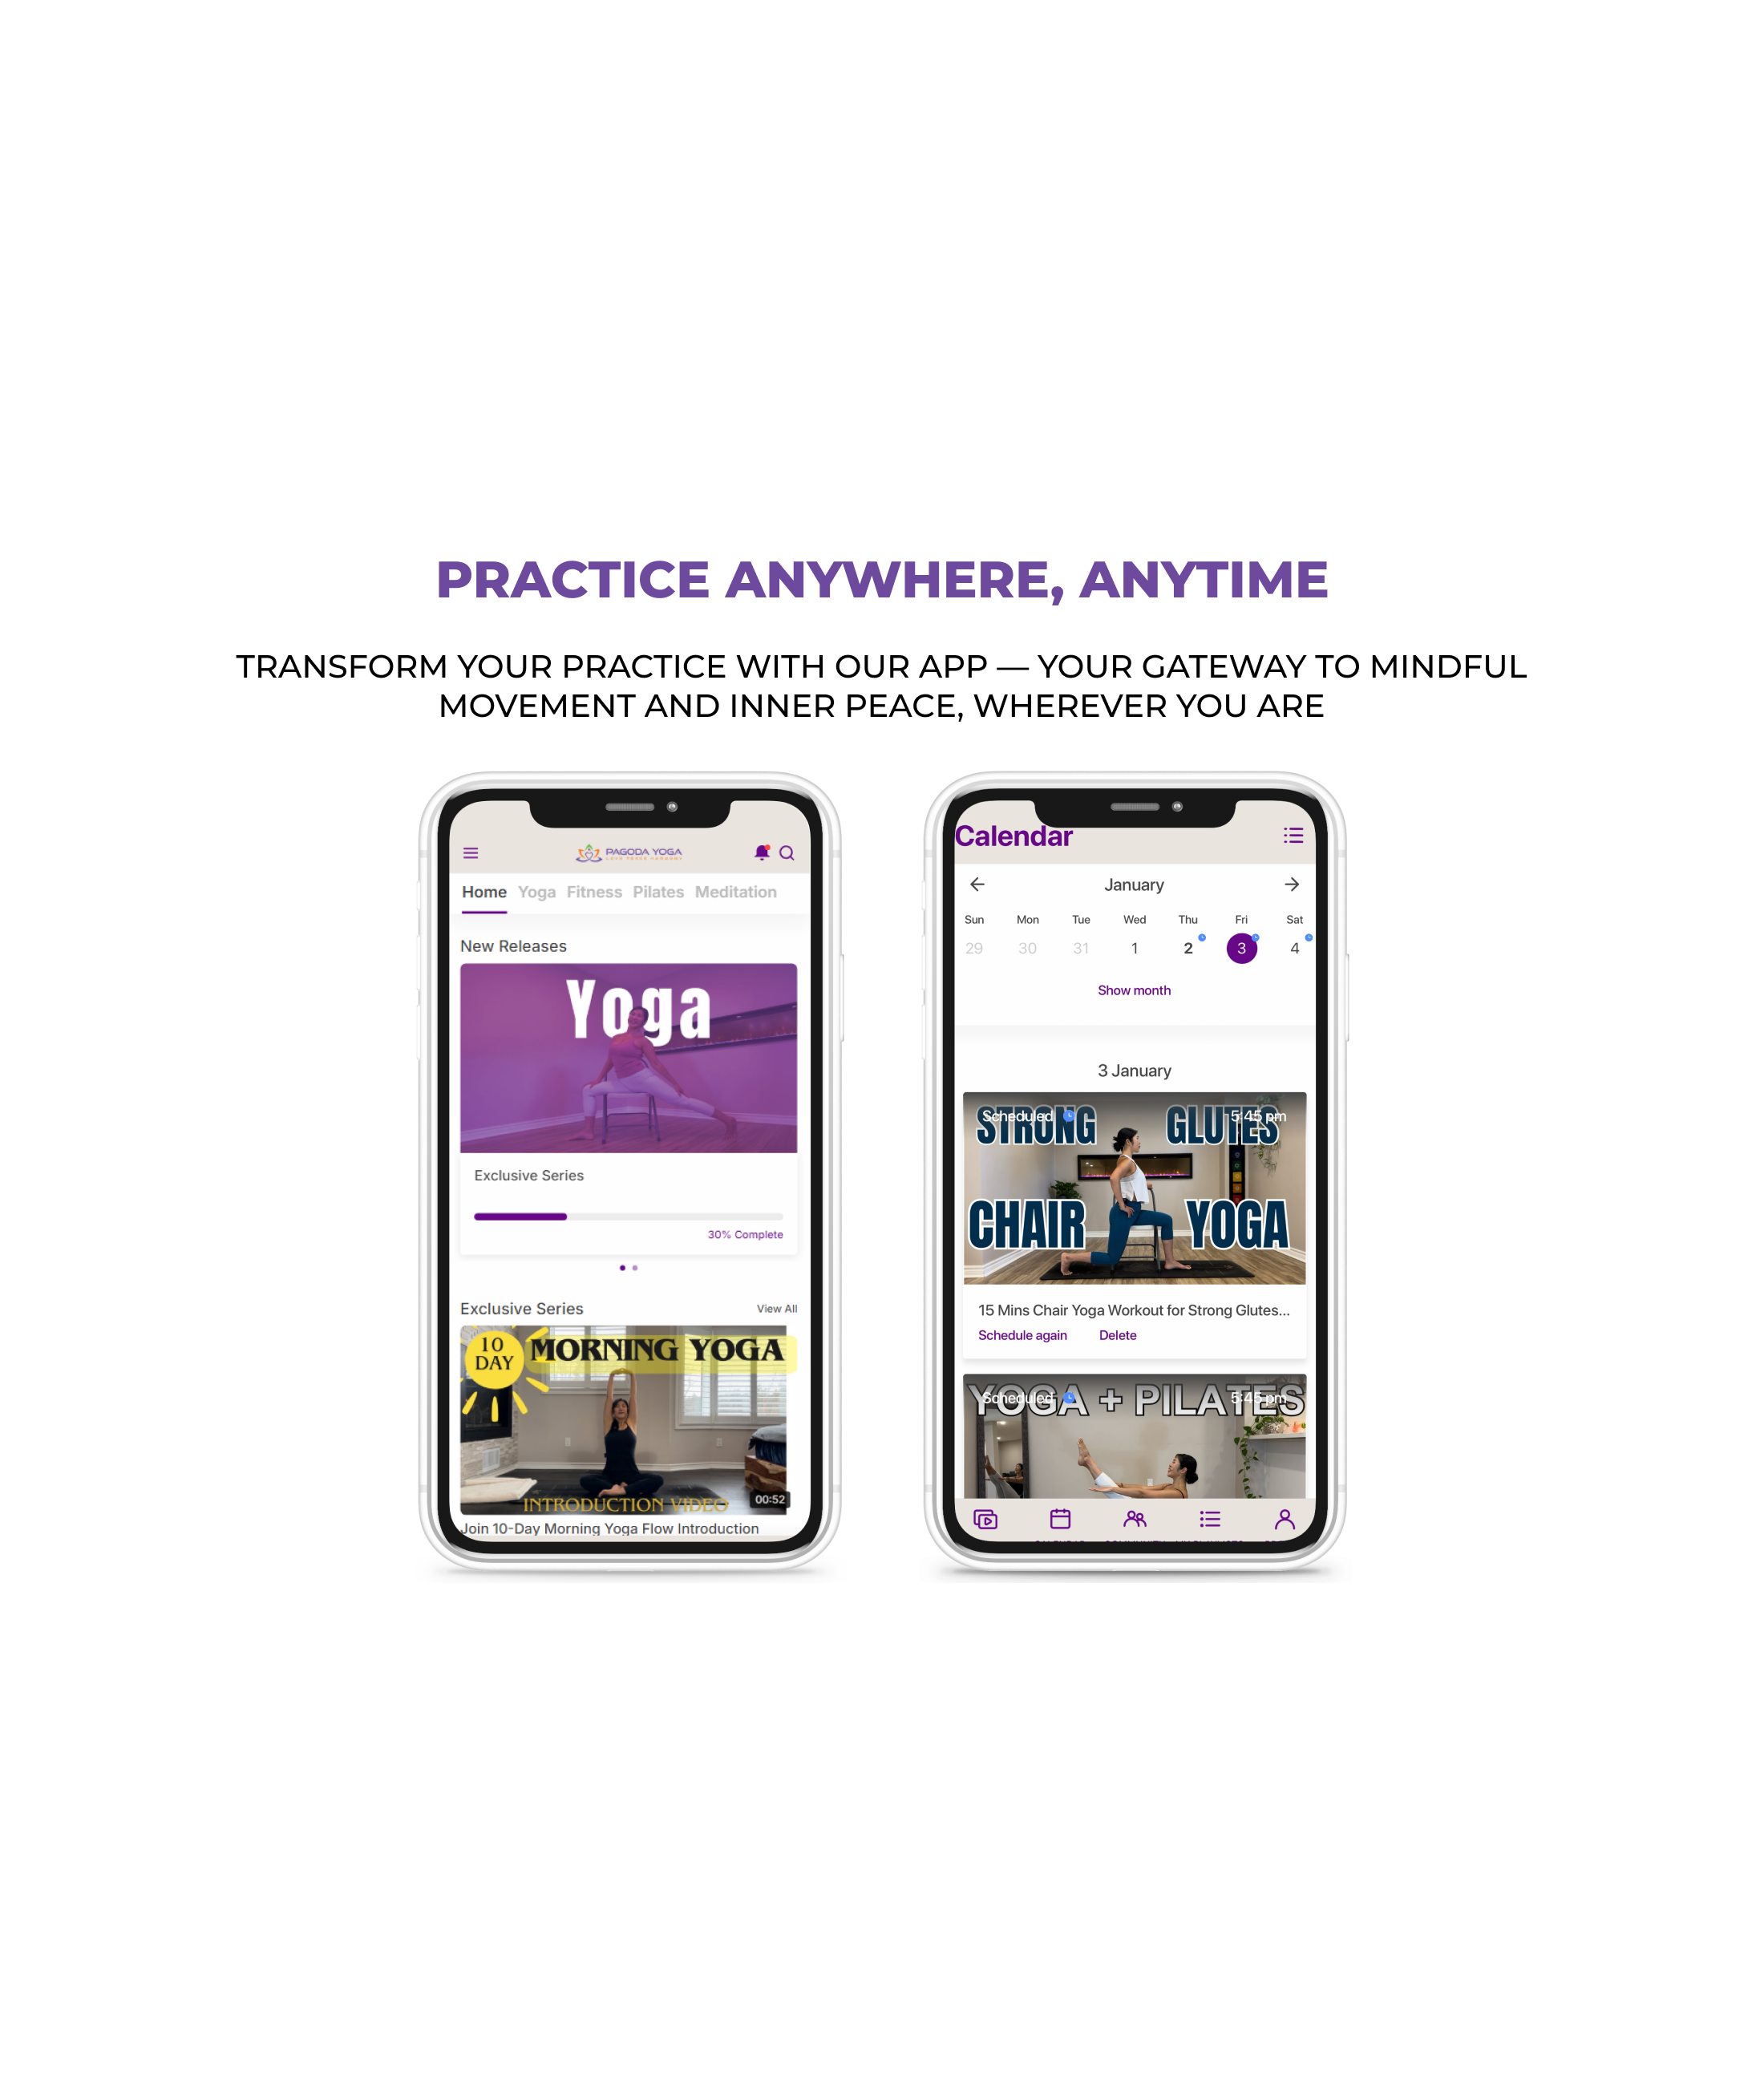 PRACTICE ANYWHERE, ANYTIME
TRANSFORM YOUR PRACTICE WITH OUR APP — YOUR GATEWAY TO MINDFUL
MOVEMENT AND INNER PEACE, WHEREVER YOU ARE
PAGODA YOGA
LOVE PEACE HARMONY
Home Yoga Fitness Pilates Meditation
New Releases
Yoga
Exclusive Series
30% Complete
Exclusive Series View All
10
DAY
MORNING YOGA
INTRODUCTION VIDEO
00:52
Join 10-Day Morning Yoga Flow Introduction
Calendar
January
Sun Mon Tue Wed Thu Fri Sat
29 30 31 1 2 3 4
Show month
3 January
Scheduled 5:45 pm
STRONG GLUTES
CHAIR YOGA
15 Mins Chair Yoga Workout for Strong Glutes...
Schedule again Delete
Scheduled 5:45 pm
YOGA + PILATES